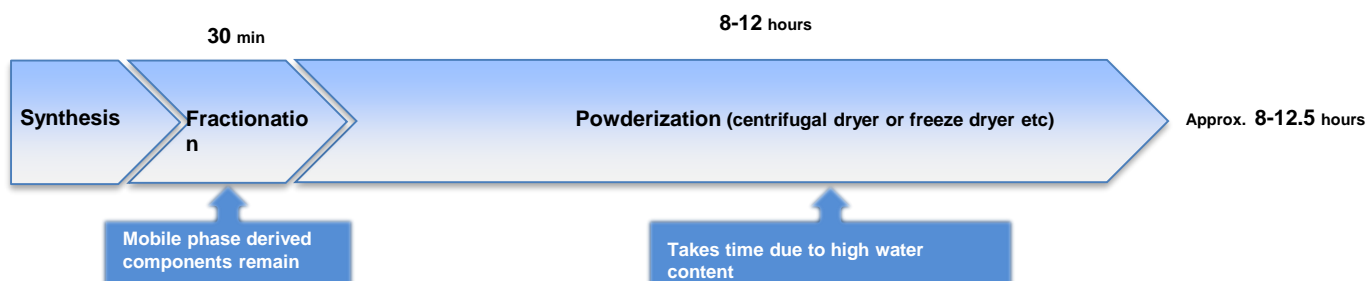 8-12 hours
30 min
Synthesis
Fractionatio
n
Powderization (centrifugal dryer or freeze dryer etc)
Approx. 8-12.5 hours
Mobile phase derived
components remain
Takes time due to high water
content